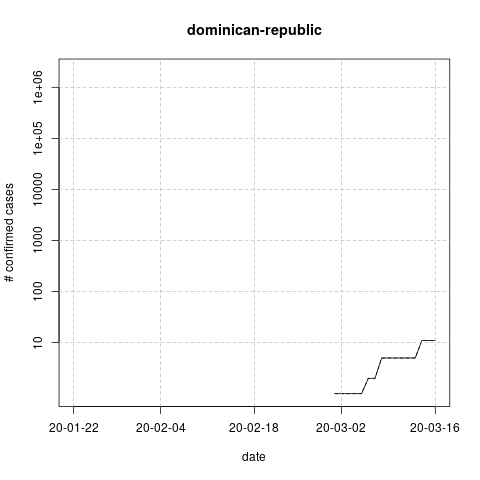 dominican-republic
# confirmed cases
1e+06
1e+05
10000
1000
100
10
20-01-22
20-02-04
20-02-18
20-03-02
20-03-16
date